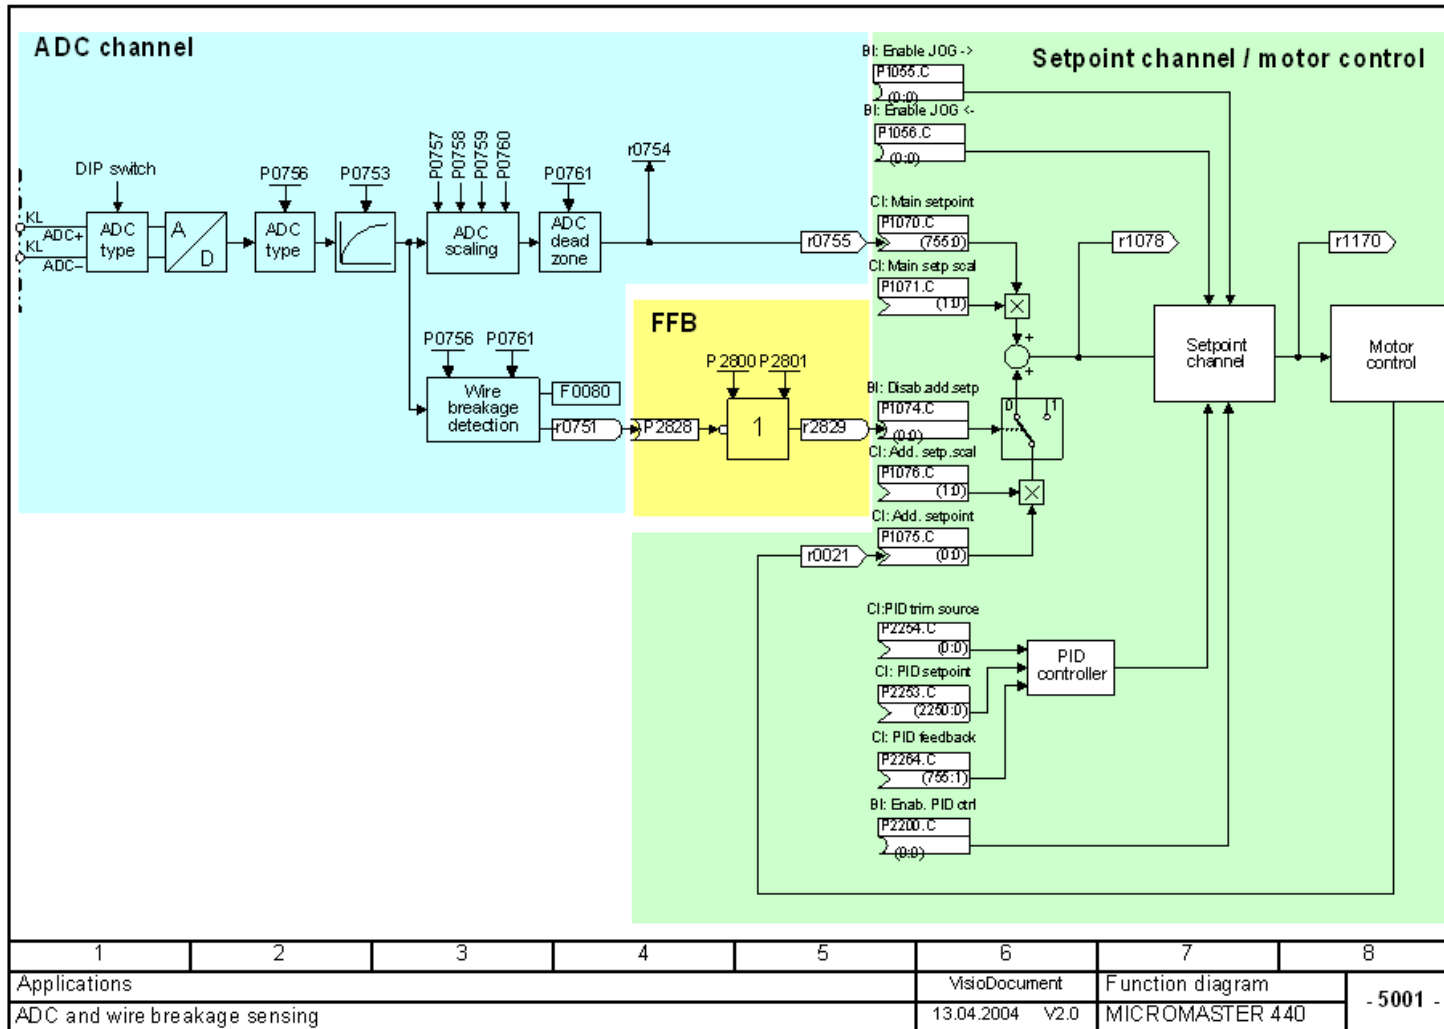 ADC channel
Setpoint channel / motor control
BI: Enable JOG ->
P1055.C
(0:0)
BI: Enable JOG <-
P1056.C
(0:0)
DIP switch
P0756
P0753
P0757
P0758
P0759
P0760
P0761
r0754
KL
ADC+
KL
ADC–
ADC
type
A
D
ADC
type
ADC
scaling
ADC
dead
zone
r0755
CI: Main setpoint
P1070.C
(755:0)
CI: Main setp scal
P1071.C
(1:0)
r1078
r1170
+
+
Setpoint
channel
Motor
control
FFB
P0756
P0761
Wire
breakage
detection
F0080
r0751
P2800
P2801
P2828
1
r2829
BI: Disab.add.setp
P1074.C
(0:0)
0
1
CI: Add. setp.scal
P1076.C
(1:0)
CI: Add. setpoint
P1075.C
(0:0)
r0021
CI:PID trim source
P2254.C
(0:0)
CI: PID setpoint
P2253.C
(2250:0)
CI: PID feedback
P2264.C
(755:1)
BI: Enab. PID ctrl
P2200.C
(0:0)
PID
controller
1 2 3 4 5 6 7 8
Applications
VisioDocument
Function diagram
- 5001 -
ADC and wire breakage sensing
13.04.2004 V2.0
MICROMASTER 440